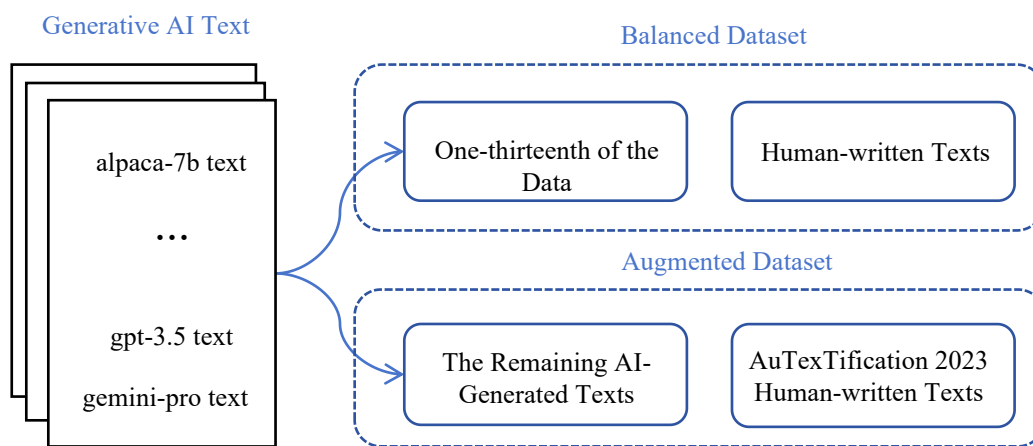 Generative AI Text
alpaca-7b text
...
gpt-3.5 text
gemini-pro text
Balanced Dataset
One-thirteenth of the
Data
Human-written Texts
Augmented Dataset
The Remaining AI-
Generated Texts
AuTexTification 2023
Human-written Texts